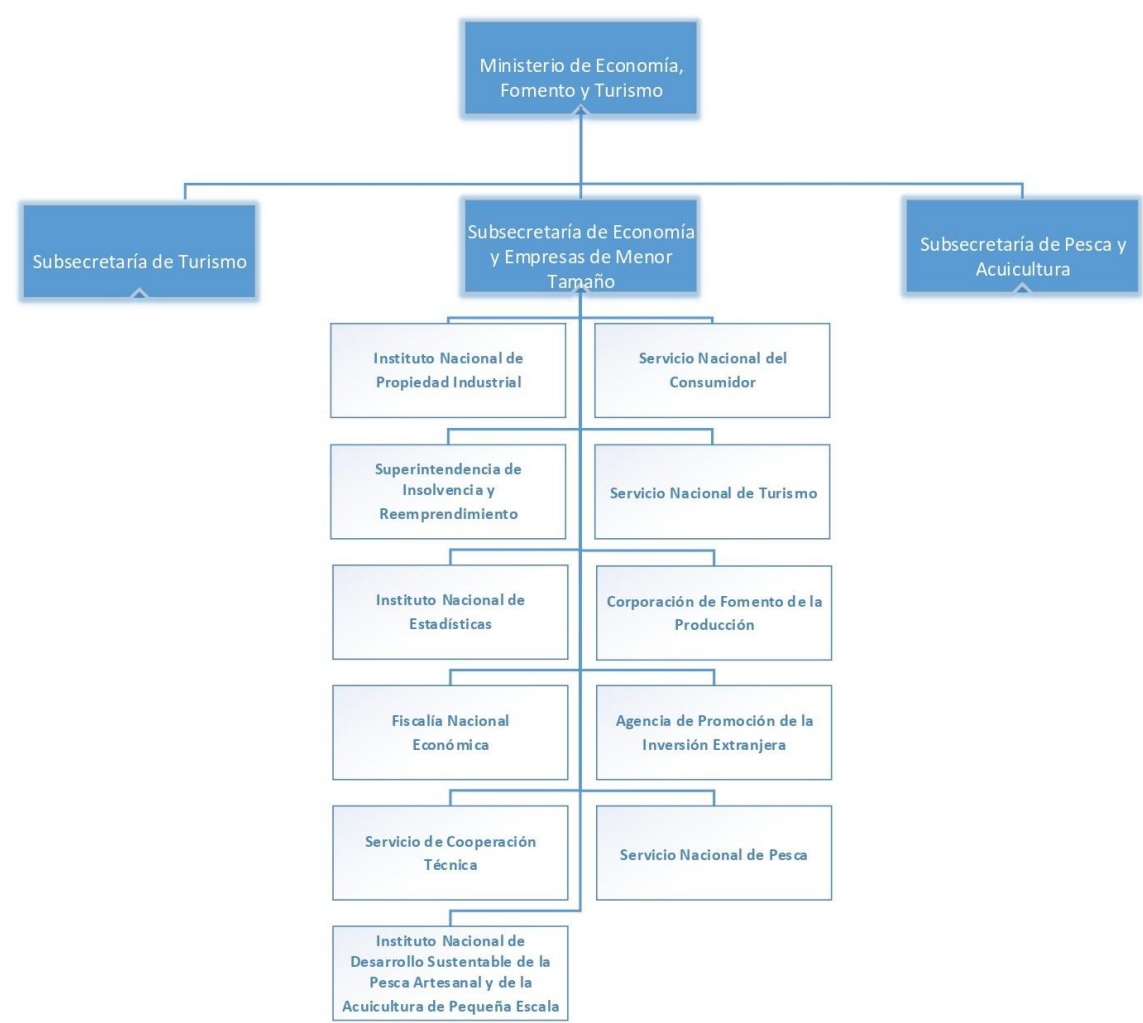 Ministerio de Economía,
Fomento y Turismo
Subsecretaría de Turismo
Subsecretaría de Economía
y Empresas de Menor
Tamaño
Subsecretaría de Pesca y
Acuicultura
Instituto Nacional de
Propiedad Industrial
Servicio Nacional del
Consumidor
Superintendencia de
Insolvencia y
Reemprendimiento
Servicio Nacional de Turismo
Instituto Nacional de
Estadísticas
Corporación de Fomento de la
Producción
Fiscalía Nacional
Económica
Agencia de Promoción de la
Inversión Extranjera
Servicio de Cooperación
Técnica
Servicio Nacional de Pesca
Instituto Nacional de
Desarrollo Sustentable de la
Pesca Artesanal y de la
Acuicultura de Pequeña Escala